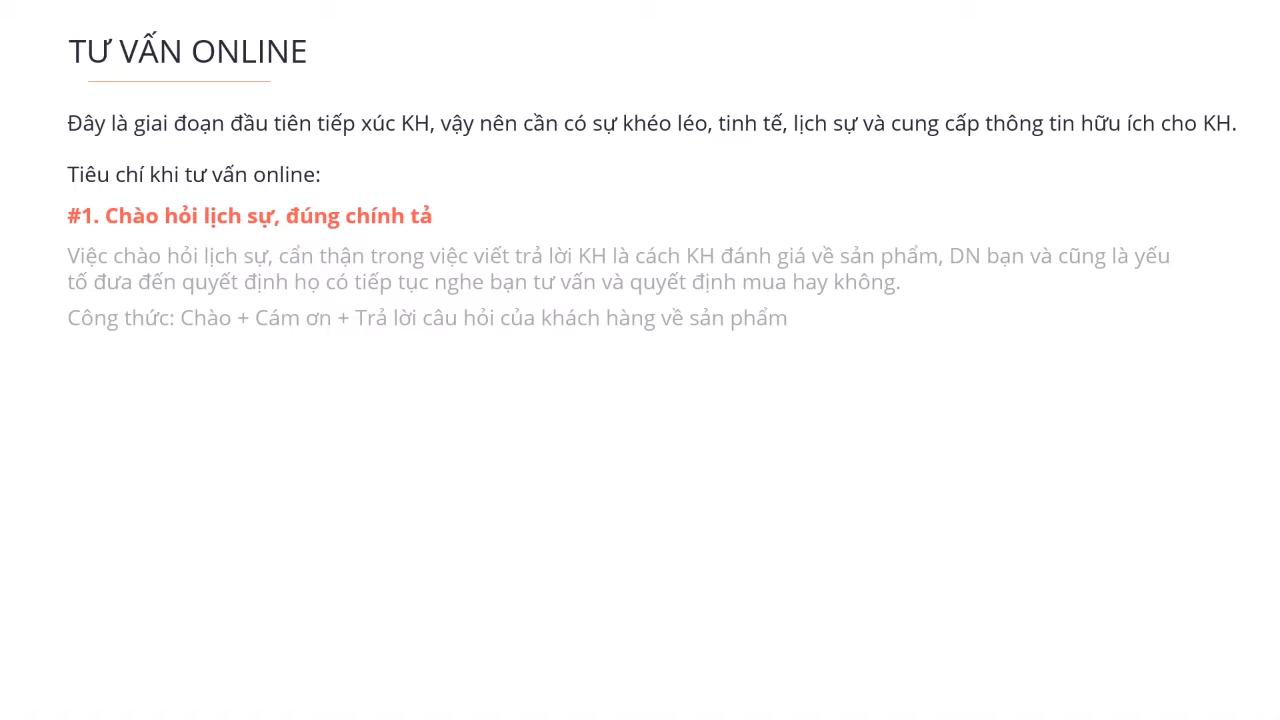 TƯ VẤN ONLINE
Đây là giai đoạn đầu tiên tiếp xúc KH, vậy nên cần có sự khéo léo, tinh tế, lịch sự và cung cấp thông tin hữu ích cho KH.
Tiêu chí khi tư vấn online:
#1. Chào hỏi lịch sự, đúng chính tả
Việc chào hỏi lịch sự, cẩn thận trong việc viết trả lời KH là cách KH đánh giá về sản phẩm, DN bạn và cũng là yếu
tố đưa đến quyết định họ có tiếp tục nghe bạn tư vấn và quyết định mua hay không.
Công thức: Chào + Cám ơn + Trả lời câu hỏi của khách hàng về sản phẩm